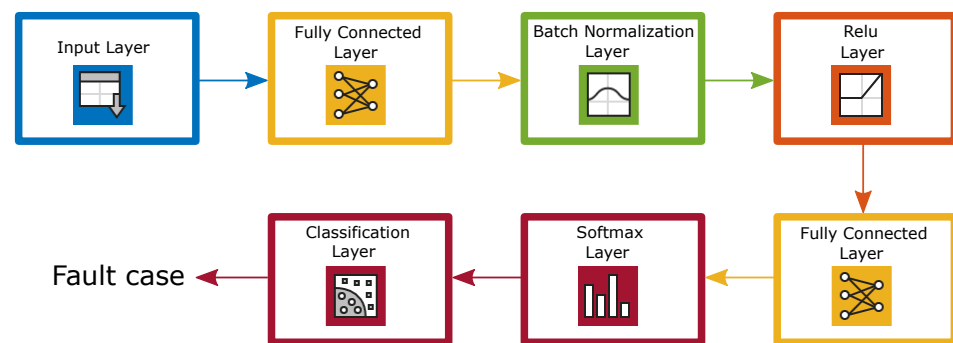 Input Layer
Fully Connected
Layer
Batch Normalization
Layer
Relu
Layer
Fully Connected
Layer
Softmax
Layer
Classification
Layer
Fault case